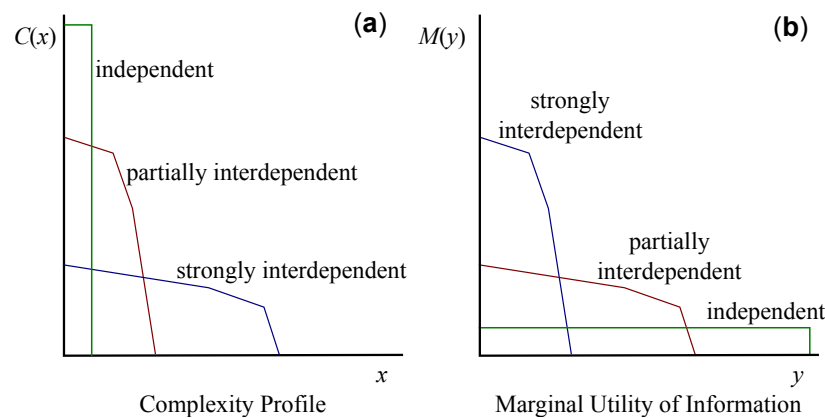 C(x)
(a)
independent
partially interdependent
strongly interdependent
x
Complexity Profile
M(y)
(b)
strongly
interdependent
partially
interdependent
independent
y
Marginal Utility of Information